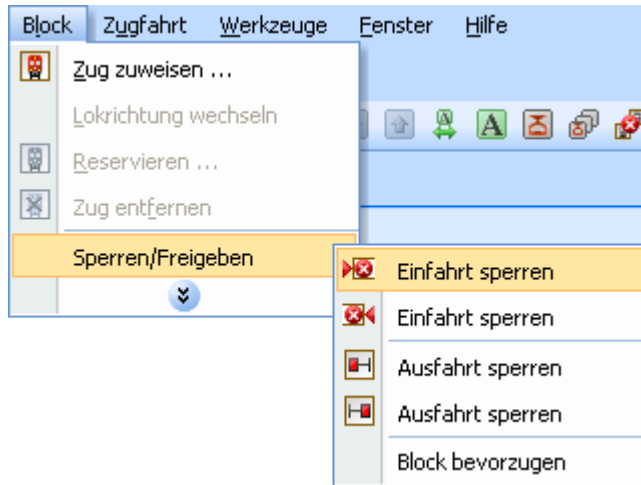 Block Zugfahrt Werkzeuge Fenster Hilfe
Zug zuweisen ...
Lokrichtung wechseln
Reservieren ...
Zug entfernen
Sperren/Freigeben
Einfahrt sperren
Einfahrt sperren
Ausfahrt sperren
Ausfahrt sperren
Block bevorzugen